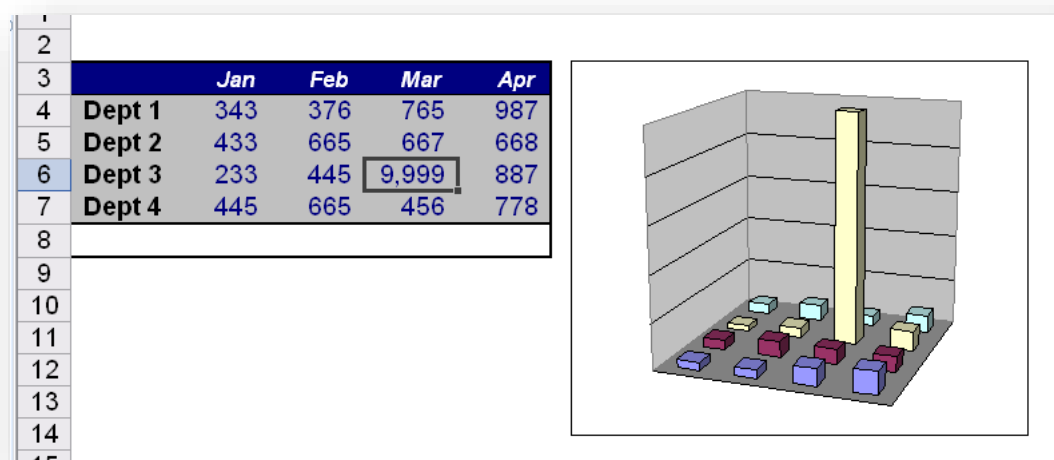 2
3 Jan Feb Mar Apr
4 Dept 1 343 376 765 987
5 Dept 2 433 665 667 668
6 Dept 3 233 445 9,999 887
7 Dept 4 445 665 456 778
8
9
10
11
12
13
14